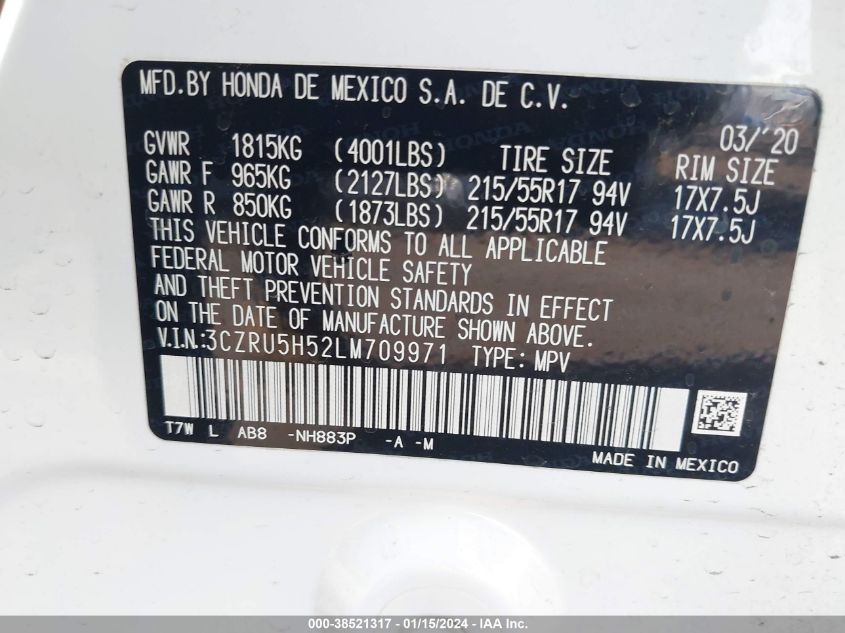 MFD.BY HONDA DE MEXICO S.A. DE C.V.
03/'20
GVWR 1815KG (4001LBS) TIRE SIZE RIM SIZE
GAWR F 965KG (2127LBS) 215/55R17 94V 17X7.5J
GAWR R 850KG (1873LBS) 215/55R17 94V 17X7.5J
THIS VEHICLE CONFORMS TO ALL APPLICABLE
FEDERAL MOTOR VEHICLE SAFETY
AND THEFT PREVENTION STANDARDS IN EFFECT
ON THE DATE OF MANUFACTURE SHOWN ABOVE.
V.I.N.:3CZRU5H52LM709971 TYPE: MPV
T7W L AB8 -NH883P -A -M
MADE IN MEXICO
000-38521317 - 01/15/2024 - IAA Inc.